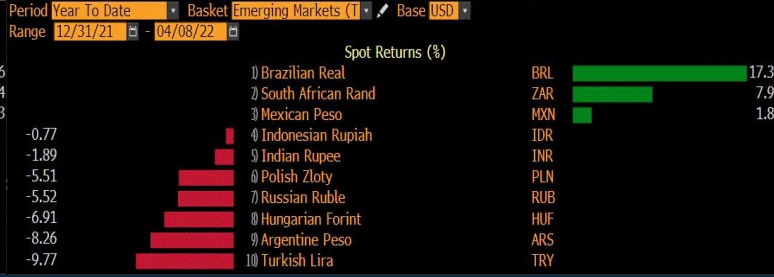 Period Year To Date Basket Emerging Markets (T Base USD
Range 12/31/21 - 04/08/22
Spot Returns (%)
6 1) Brazilian Real BRL 17.3
4 2) South African Rand ZAR 7.9
3 3) Mexican Peso MXN 1.8
-0.77 4) Indonesian Rupiah IDR
-1.89 5) Indian Rupee INR
-5.51 6) Polish Zloty PLN
-5.52 7) Russian Ruble RUB
-6.91 8) Hungarian Forint HUF
-8.26 9) Argentine Peso ARS
-9.77 10) Turkish Lira TRY